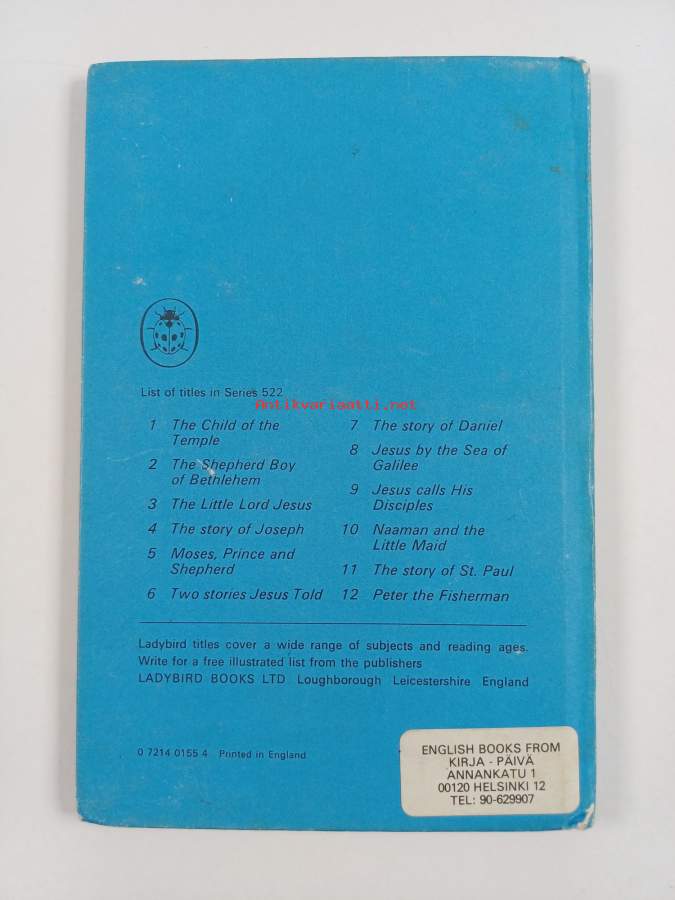 List of titles in Series 522
antikvariaatti.net
1 The Child of the
Temple
2 The Shepherd Boy
of Bethlehem
3 The Little Lord Jesus
4 The story of Joseph
5 Moses, Prince and
Shepherd
6 Two stories Jesus Told
7 The story of Daniel
8 Jesus by the Sea of
Galilee
9 Jesus calls His
Disciples
10 Naaman and the
Little Maid
11 The story of St. Paul
12 Peter the Fisherman
Ladybird titles cover a wide range of subjects and reading ages.
Write for a free illustrated list from the publishers
LADYBIRD BOOKS LTD Loughborough Leicestershire England
0 7214 0155 4 Printed in England
ENGLISH BOOKS FROM
KIRJA - PÄIVÄ
ANNANKATU 1
00120 HELSINKI 12
TEL: 90-629907